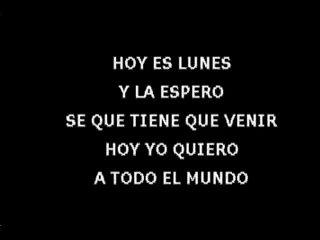 HOY ES LUNES
Y LA ESPERO
SE QUE TIENE QUE VENIR
HOY YO QUIERO
A TODO EL MUNDO